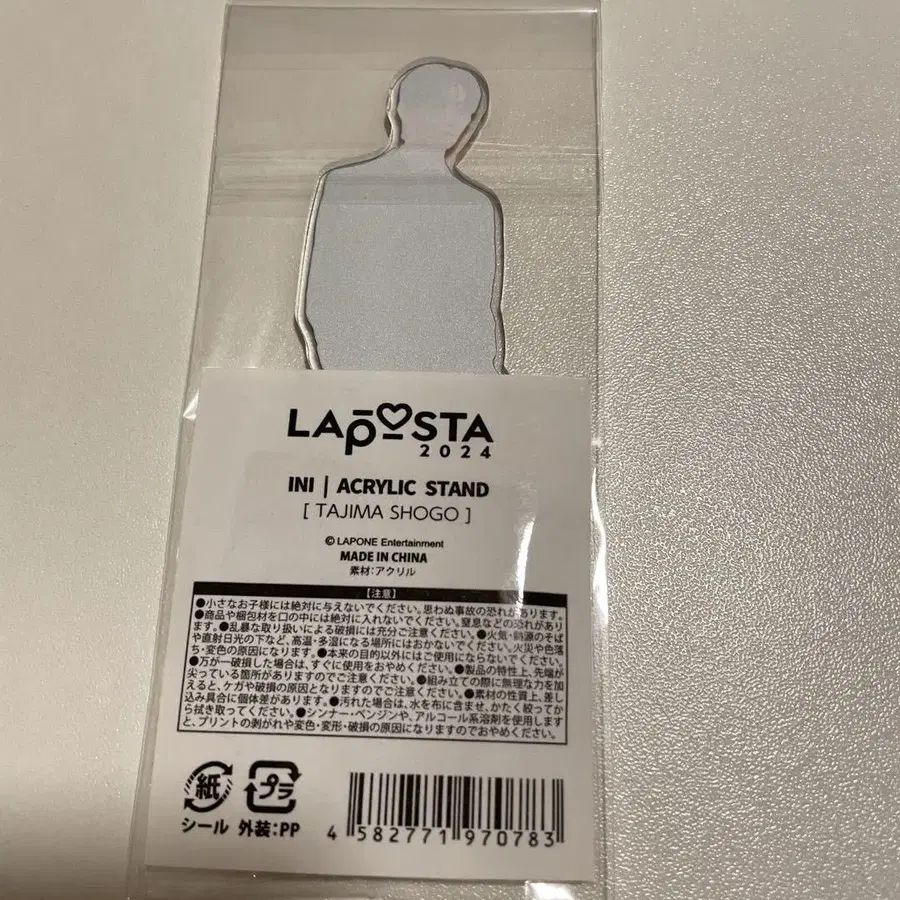 LAPOSTA
2024
INI | ACRYLIC STAND
[ TAJIMA SHOGO ]
© LAPONE Entertainment
MADE IN CHINA
素材:アクリル
【注意】
●小さなお子様には絶対に与えないでください。思わぬ事故の恐れがあります。
●商品や梱包材を口の中には絶対に入れないでください。窒息などの恐れがあり
ます。●乱暴な取り扱いによる破損には充分ご注意ください。●火気・熱源のそば
や直射日光の下など、高温・多湿になる場所にはおかないでください。火災や色落
ち・変色の原因になります。●本来の目的以外にはご使用にならないでください。
●万が一破損した場合は、すぐに使用をおやめください。●製品の特性上、先端が
尖っている箇所がありますのでご注意ください。●組み立ての際に無理な力を加
えると、ケガや破損の原因となりますのでご注意ください。●素材の性質上、差し
込み具合に個体差があります。●汚れた場合は、水を布に含ませ、かたく絞ってか
ら拭き取ってください。●シンナー・ベンジンや、アルコール系溶剤を使用します
と、プリントの剥がれや変色・変形・破損の原因になりますのでおやめください。
紙 プラ
シール 外装:PP
4 582771 970783